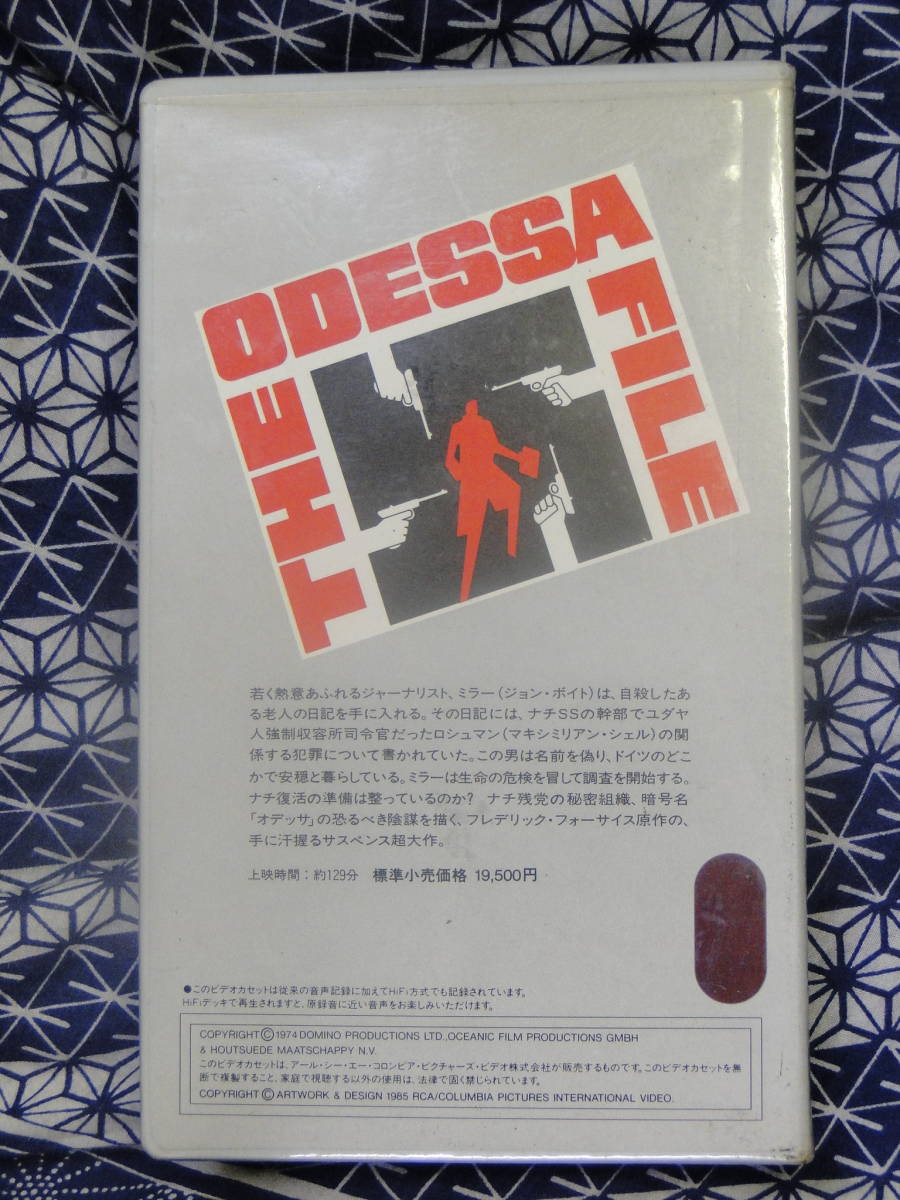 THE ODESSA FILE
若く熱意あふれるジャーナリスト、ミラー(ジョン・ボイト)は、自殺したあ
る老人の日記を手に入れる。その日記には、ナチSSの幹部でユダヤ
人強制収容所司令官だったロシュマン(マキシミリアン・シェル)の関
係する犯罪について書かれていた。この男は名前を偽り、ドイツのどこ
かで安穏と暮らしている。ミラーは生命の危険を冒して調査を開始する。
ナチ復活の準備は整っているのか? ナチ残党の秘密組織、暗号名
「オデッサ」の恐るべき陰謀を描く、フレデリック・フォーサイス原作の、
手に汗握るサスペンス超大作。
上映時間:約129分 標準小売価格 19,500円
●このビデオカセットは従来の音声記録に加えてHiFi方式でも記録されています。
HiFiデッキで再生されますと、原録音に近い音声をお楽しみいただけます。
COPYRIGHT © 1974 DOMINO PRODUCTIONS LTD., OCEANIC FILM PRODUCTIONS GMBH
& HOUTSUEDE MAATSCHAPPY N.V.
このビデオカセットは、アール・シー・エー・コロンビア・ピクチャーズ・ビデオ株式会社が販売するものです。このビデオカセットを無
断で複製すること、家庭で視聴する以外の使用は、法律で固く禁じられています。
COPYRIGHT © ARTWORK & DESIGN 1985 RCA/COLUMBIA PICTURES INTERNATIONAL VIDEO.